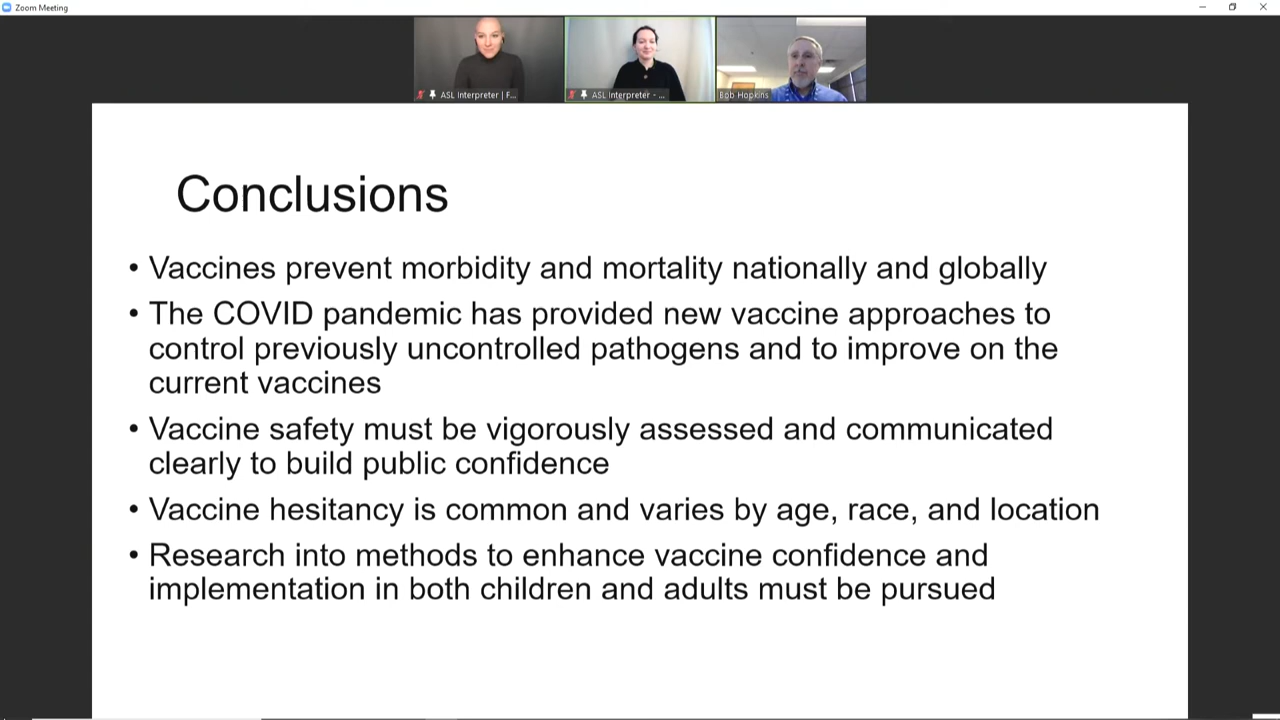 Zoom Meeting
ASL Interpreter | F...
ASL Interpreter - ...
Bob Hopkins
Conclusions
• Vaccines prevent morbidity and mortality nationally and globally
• The COVID pandemic has provided new vaccine approaches to
control previously uncontrolled pathogens and to improve on the
current vaccines
• Vaccine safety must be vigorously assessed and communicated
clearly to build public confidence
• Vaccine hesitancy is common and varies by age, race, and location
• Research into methods to enhance vaccine confidence and
implementation in both children and adults must be pursued